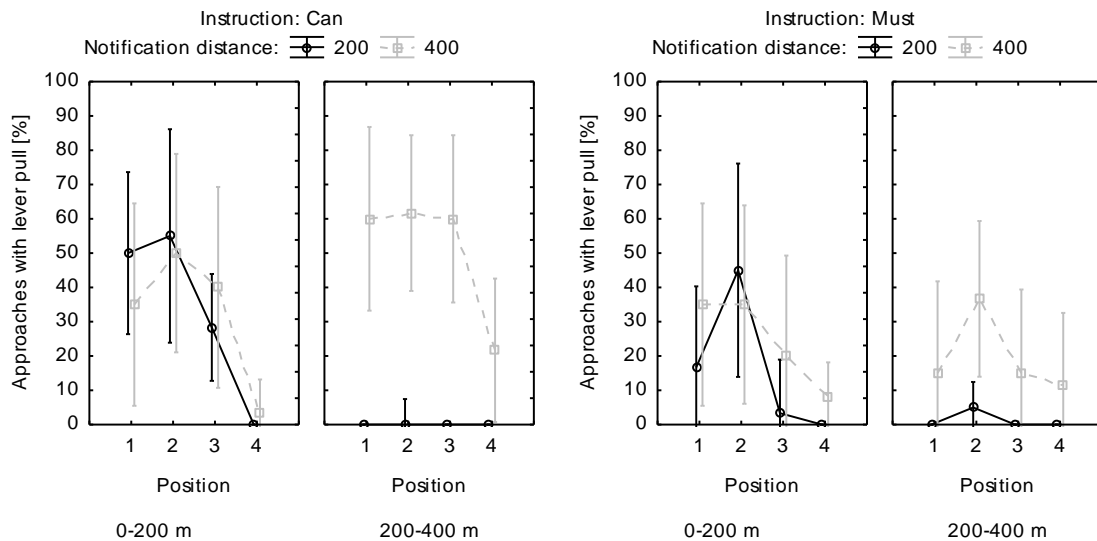 Instruction: Can
Notification distance: 200 400
Approaches with lever pull [%]
100
90
80
70
60
50
40
30
20
10
0
1 2 3 4
1 2 3 4
Position
Position
0-200 m
200-400 m
Instruction: Must
Notification distance: 200 400
Approaches with lever pull [%]
100
90
80
70
60
50
40
30
20
10
0
1 2 3 4
1 2 3 4
Position
Position
0-200 m
200-400 m